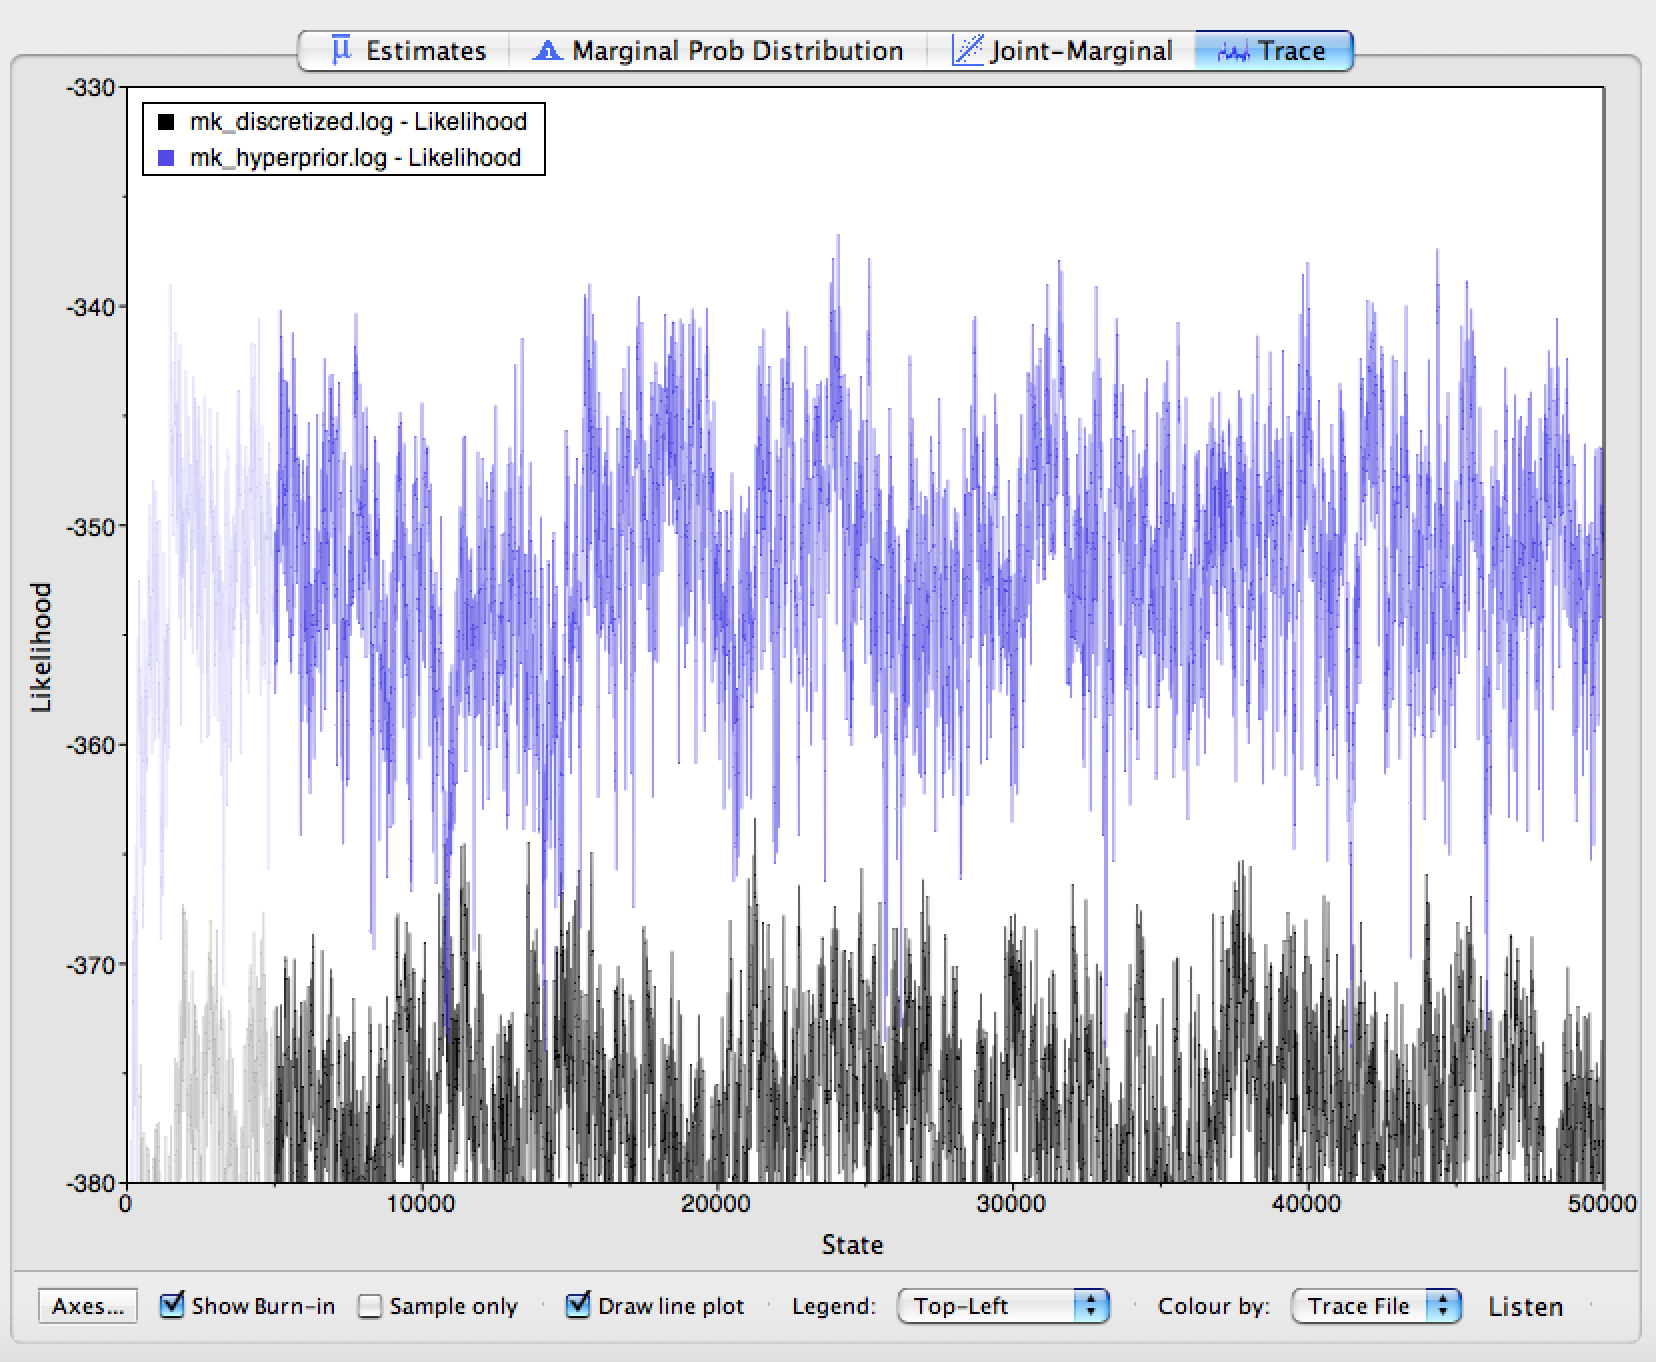 Estimates Marginal Prob Distribution Joint-Marginal Trace
mk_discretized.log - Likelihood
mk_hyperprior.log - Likelihood
-330
-340
-350
-360
-370
-380
Likelihood
0 10000 20000 30000 40000 50000
State
Axes... Show Burn-in Sample only Draw line plot Legend: Top-Left Colour by: Trace File Listen